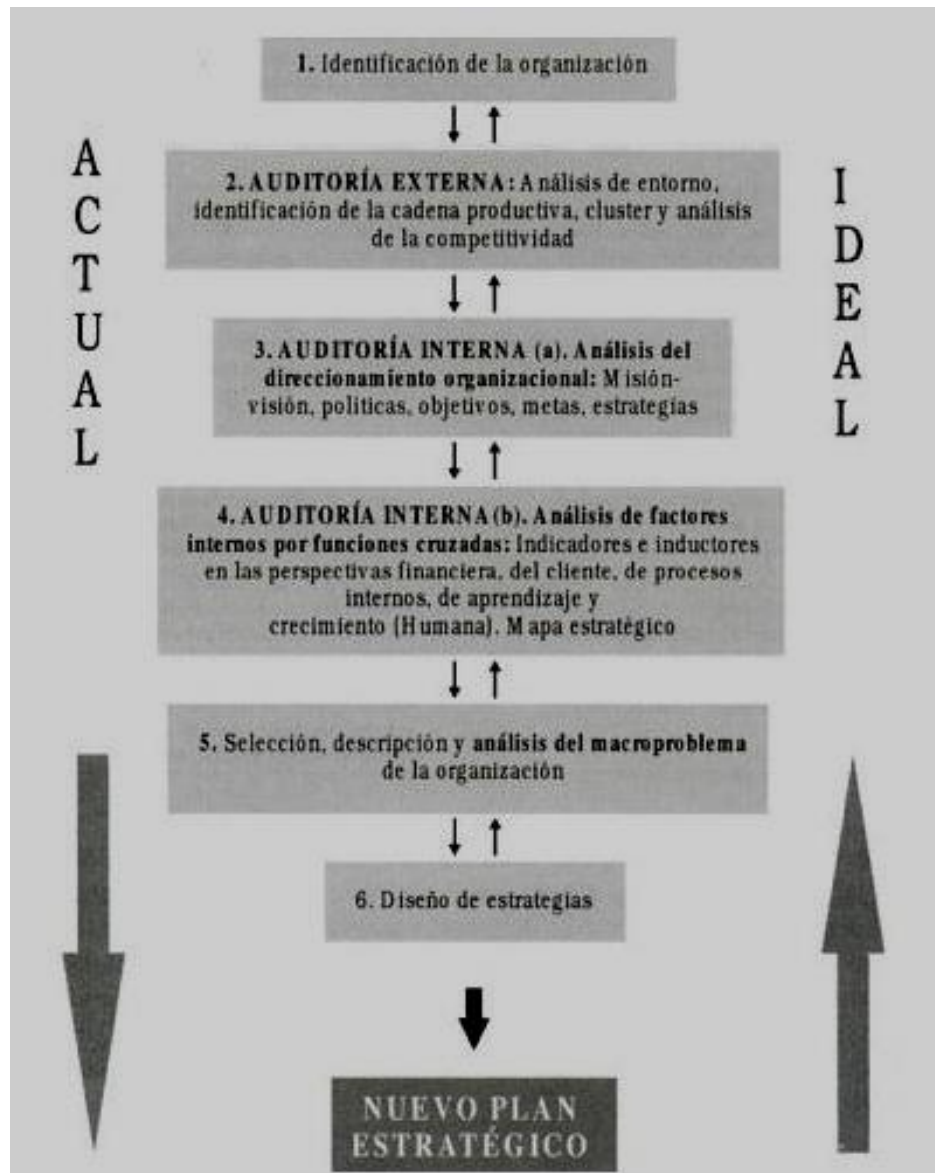 1. Identificación de la organización
A
C
T
U
A
L
I
D
E
A
L
2. AUDITORÍA EXTERNA: Análisis de entorno,
identificación de la cadena productiva, cluster y análisis
de la competitividad
3. AUDITORÍA INTERNA (a). Análisis del
direccionamiento organizacional: Misión-
visión, políticas, objetivos, metas, estrategias
4. AUDITORÍA INTERNA (b). Análisis de factores
internos por funciones cruzadas: Indicadores e inductores
en las perspectivas financiera, del cliente, de procesos
internos, de aprendizaje y
crecimiento (Humana). Mapa estratégico
5. Selección, descripción y análisis del macroproblema
de la organización
6. Diseño de estrategias
NUEVO PLAN
ESTRATÉGICO